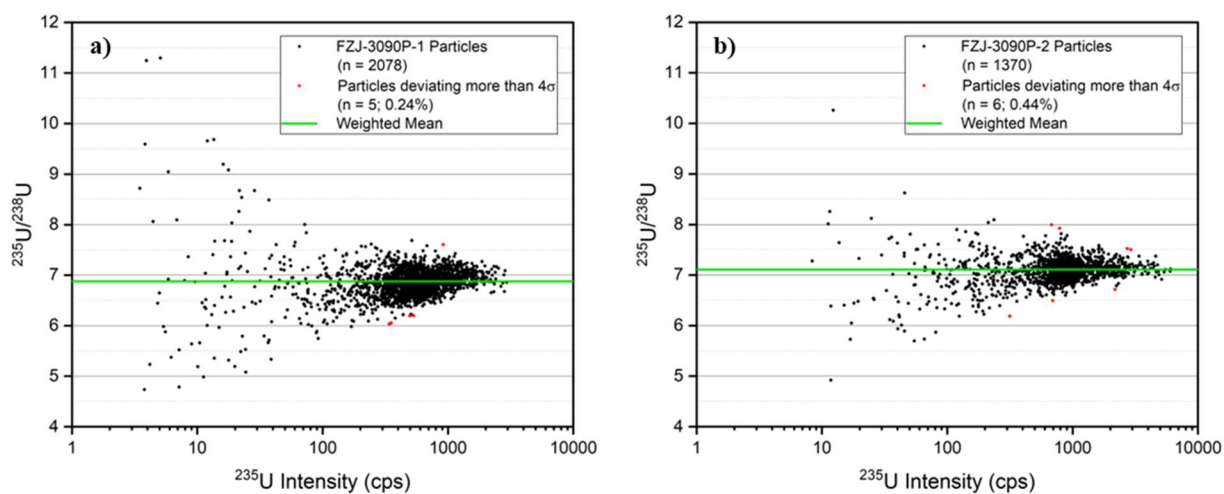 a)
12
11
10
9
8
7
6
5
4
²³⁵U/²³⁸U
FZJ-3090P-1 Particles
(n = 2078)
Particles deviating more than 4σ
(n = 5; 0.24%)
Weighted Mean
1
10
100
1000
10000
²³⁵U Intensity (cps)
b)
12
11
10
9
8
7
6
5
4
²³⁵U/²³⁸U
FZJ-3090P-2 Particles
(n = 1370)
Particles deviating more than 4σ
(n = 6; 0.44%)
Weighted Mean
1
10
100
1000
10000
²³⁵U Intensity (cps)